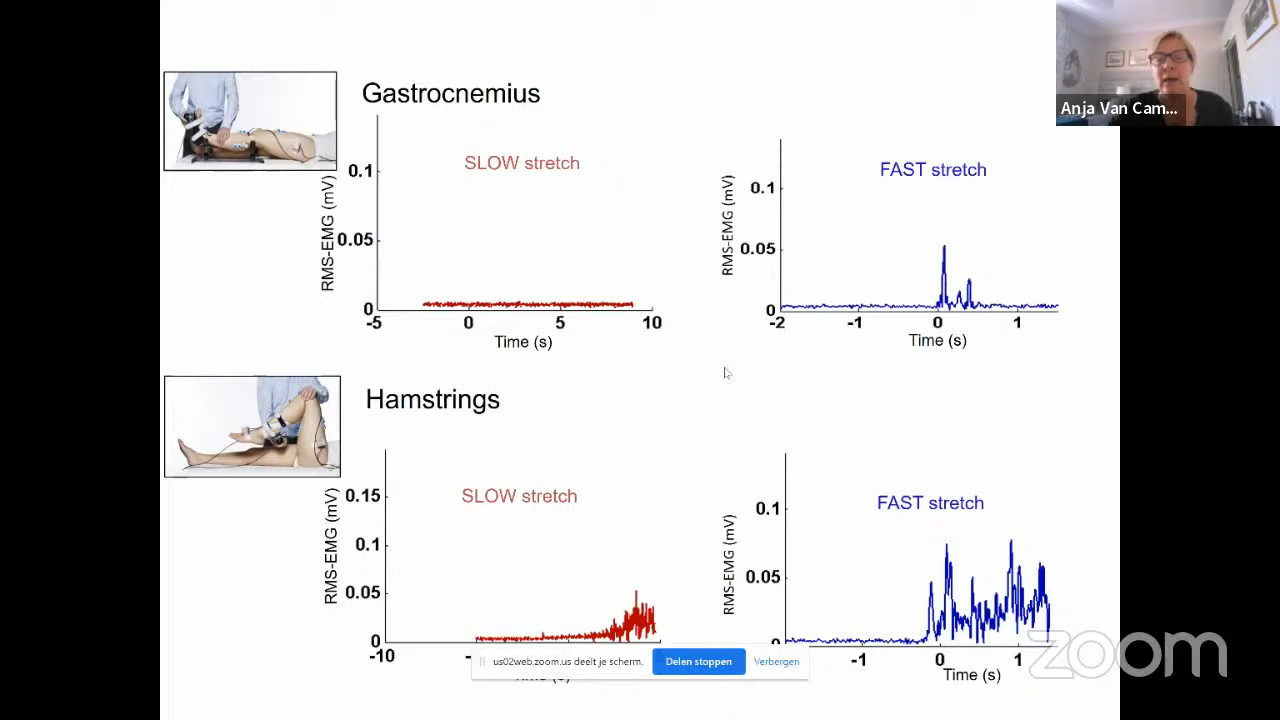 Anja Van Cam...
Gastrocnemius
SLOW stretch
RMS-EMG (mV)
0.1
0.05
0
-5
0
5
10
Time (s)
FAST stretch
RMS-EMG (mV)
0.1
0.05
0
-2
-1
0
1
Time (s)
Hamstrings
SLOW stretch
RMS-EMG (mV)
0.15
0.1
0.05
0
-10
FAST stretch
RMS-EMG (mV)
0.1
0.05
-1
0
1
Time (s)
us02web.zoom.us deelt je scherm.
Delen stoppen
Verbergen
zoom